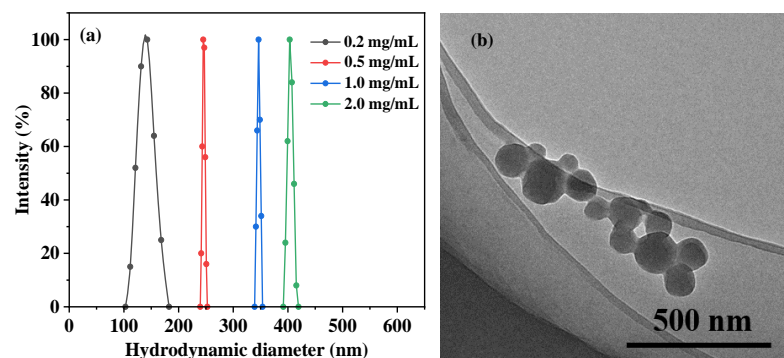 (a)
0.2 mg/mL
0.5 mg/mL
1.0 mg/mL
2.0 mg/mL
100
80
60
40
20
0
Intensity (%)
0 100 200 300 400 500 600
Hydrodynamic diameter (nm)
(b)
500 nm